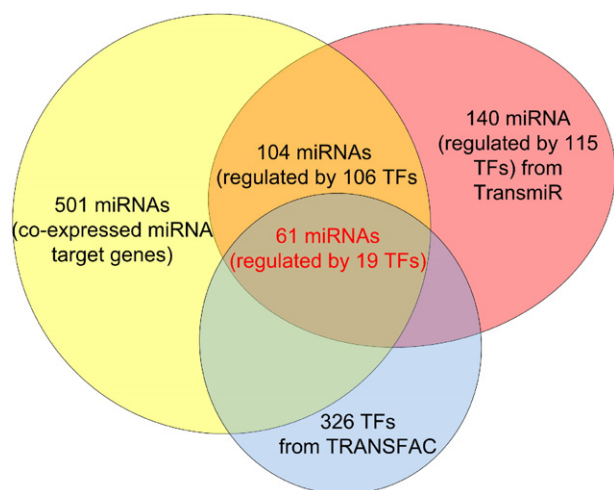 140 miRNA
(regulated by 115
TFs) from
TransmiR
104 miRNAs
(regulated by 106 TFs
501 miRNAs
(co-expressed miRNA
target genes)
61 miRNAs
(regulated by 19 TFs)
326 TFs
from TRANSFAC